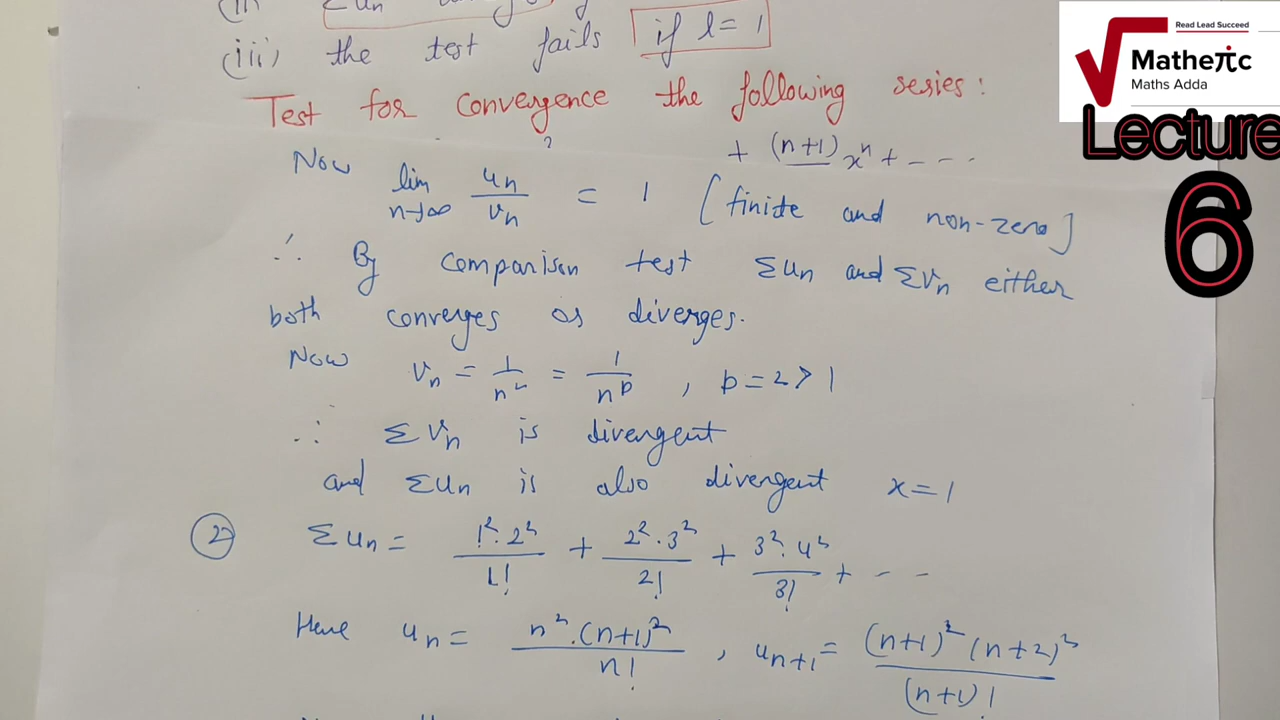 (iii) the test fails if l = 1
Test for convergence the following series:
+ (n+1) xⁿ + - - -
Now lim n→∞ uₙ/vₙ = 1 [finite and non-zero]
∴ By comparison test Σuₙ and Σvₙ either
both converges or diverges.
Now vₙ = 1/n² = 1/nᵖ , p = 2 > 1
∴ Σvₙ is divergent
and Σuₙ is also divergent x = 1
② Σuₙ = 1²·2²/1! + 2²·3²/2! + 3²·4²/3! + - -
Here uₙ = n²·(n+1)²/n! , uₙ₊₁ = (n+1)²(n+2)²/(n+1)!
Read Lead Succeed
Matheπc
Maths Adda
Lecture
6